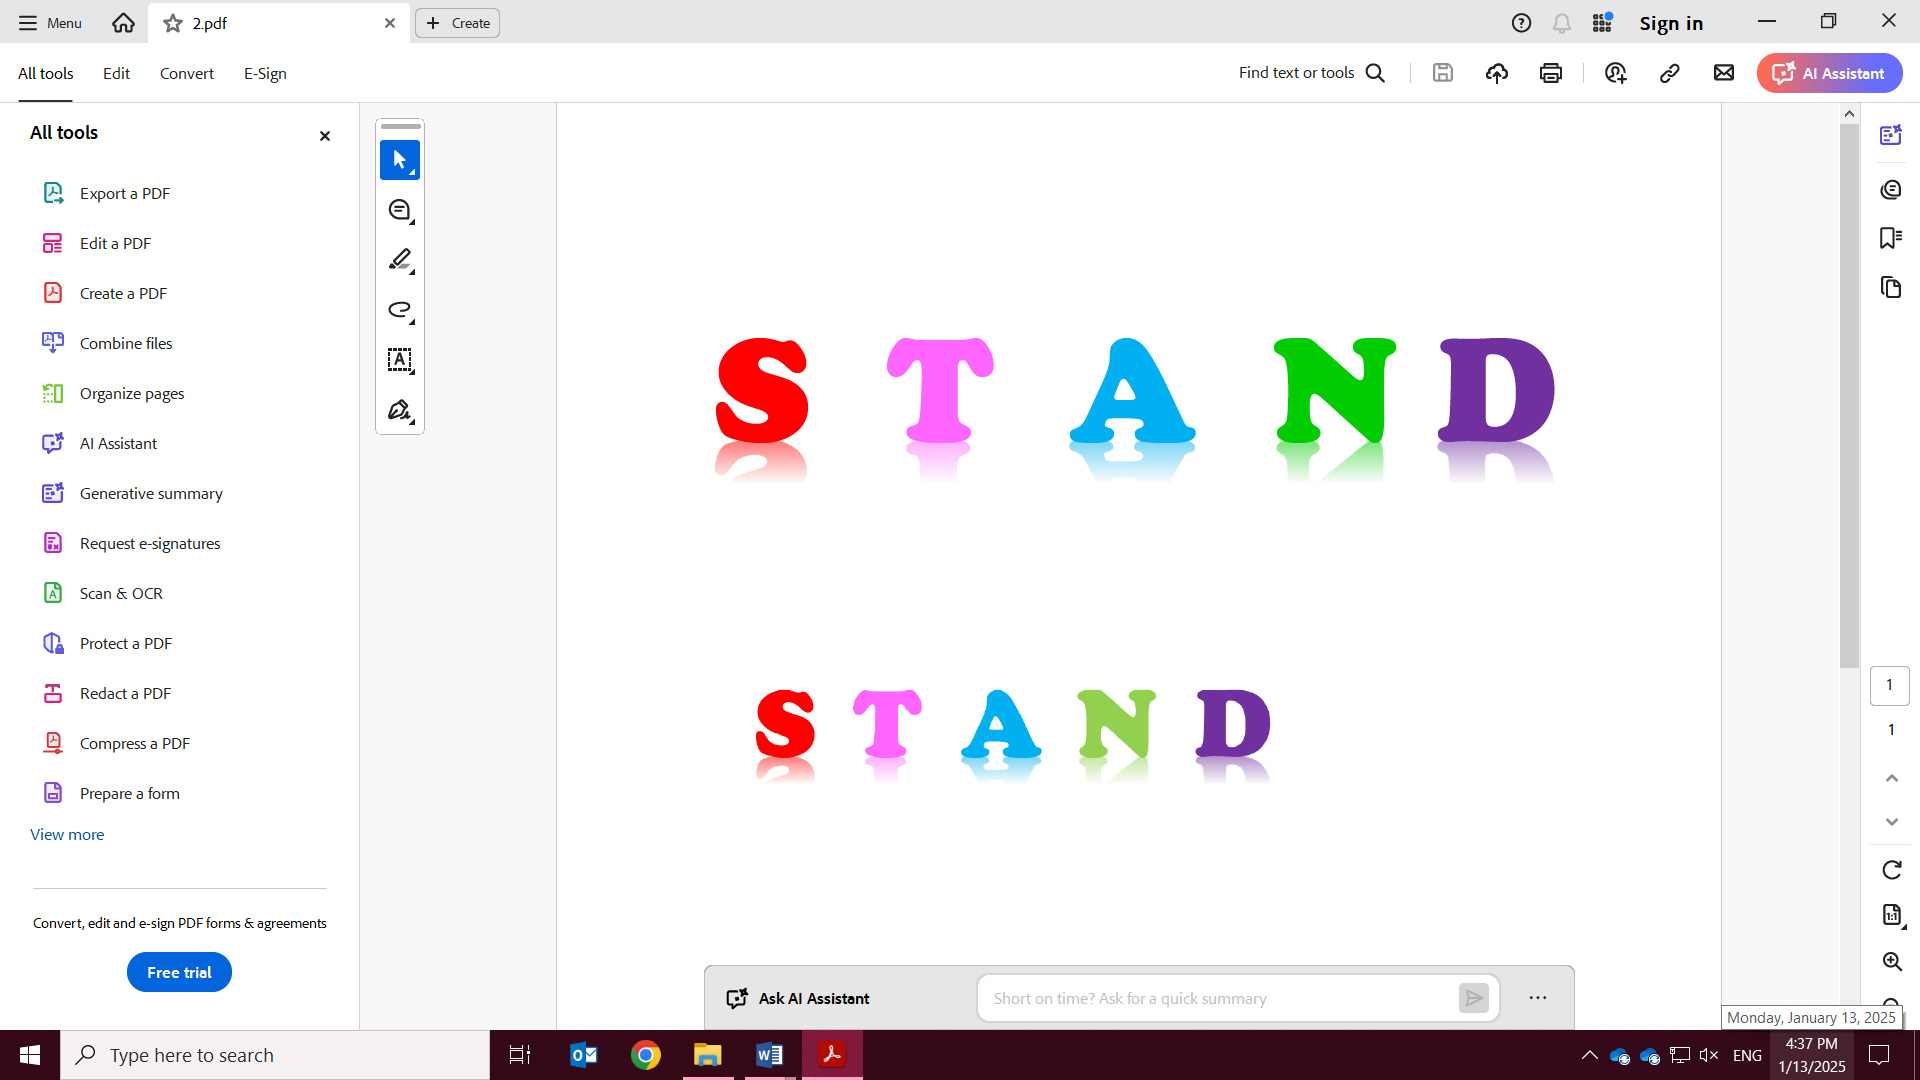 Menu
2.pdf
Create
Sign in
All tools
Edit
Convert
E-Sign
Find text or tools
AI Assistant
All tools
Export a PDF
Edit a PDF
Create a PDF
Combine files
Organize pages
AI Assistant
Generative summary
Request e-signatures
Scan & OCR
Protect a PDF
Redact a PDF
Compress a PDF
Prepare a form
View more
Convert, edit and e-sign PDF forms & agreements
Free trial
S T A N D
S T A N D
1
1
Ask AI Assistant
Short on time? Ask for a quick summary
Monday, January 13, 2025
Type here to search
ENG
4:37 PM
1/13/2025